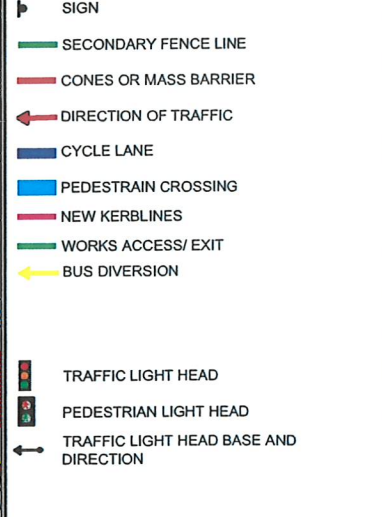 SIGN
SECONDARY FENCE LINE
CONES OR MASS BARRIER
DIRECTION OF TRAFFIC
CYCLE LANE
PEDESTRAIN CROSSING
NEW KERBLINES
WORKS ACCESS/ EXIT
BUS DIVERSION
TRAFFIC LIGHT HEAD
PEDESTRIAN LIGHT HEAD
TRAFFIC LIGHT HEAD BASE AND
DIRECTION